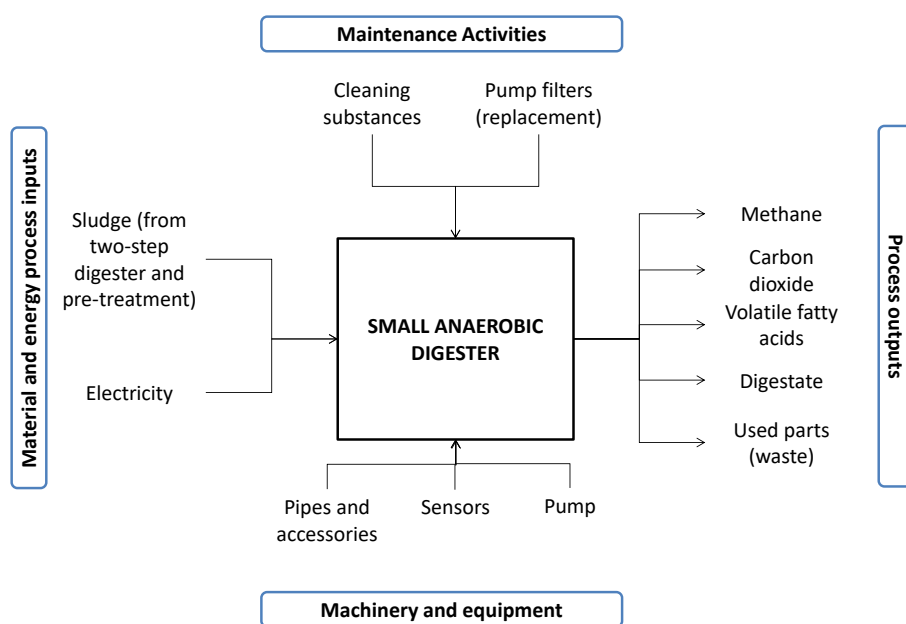 Maintenance Activities
Cleaning
substances
Pump filters
(replacement)
Material and energy process inputs
Sludge (from
two-step
digester and
pre-treatment)
Electricity
SMALL ANAEROBIC
DIGESTER
Methane
Carbon
dioxide
Volatile fatty
acids
Digestate
Used parts
(waste)
Process outputs
Pipes and
accessories
Sensors
Pump
Machinery and equipment